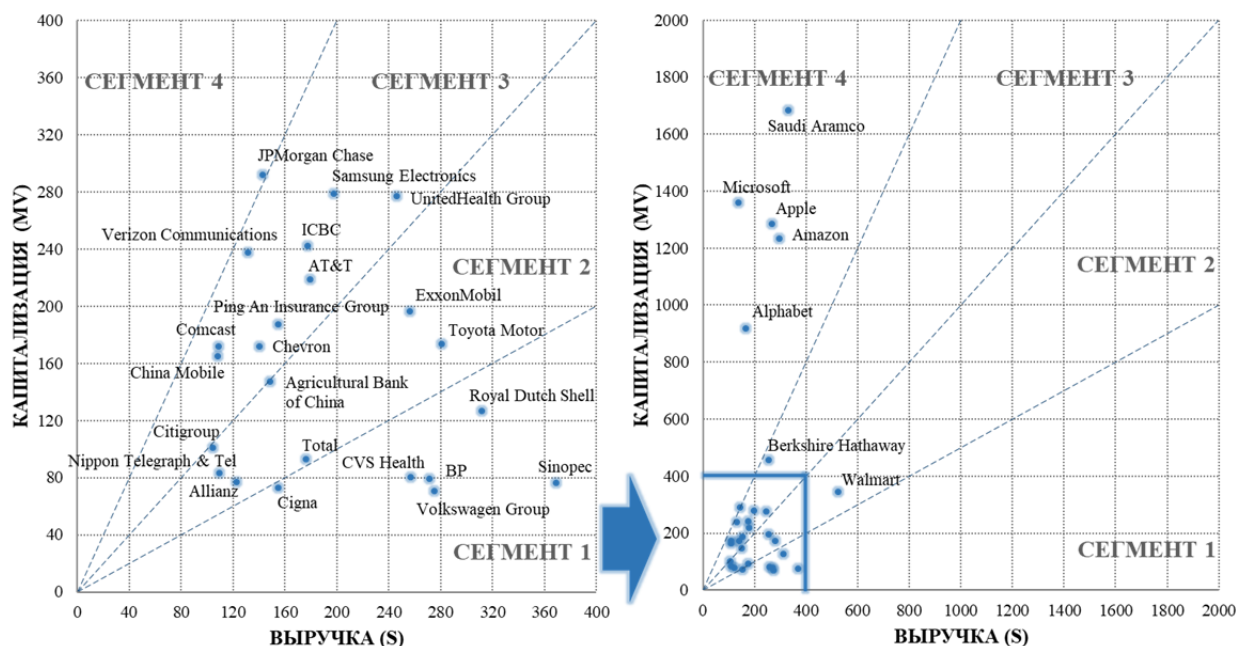 КАПИТАЛИЗАЦИЯ (MV)
400
360
320
280
240
200
160
120
80
40
0
СЕГМЕНТ 4
СЕГМЕНТ 3
JPMorgan Chase
Samsung Electronics
UnitedHealth Group
Verizon Communications
ICBC
AT&T
СЕГМЕНТ 2
Ping An Insurance Group
ExxonMobil
Comcast
Chevron
Toyota Motor
China Mobile
Agricultural Bank
of China
Royal Dutch Shell
Citigroup
Total
Nippon Telegraph & Tel
CVS Health
BP
Sinopec
Allianz
Cigna
Volkswagen Group
СЕГМЕНТ 1
0 40 80 120 160 200 240 280 320 360 400
ВЫРУЧКА (S)
КАПИТАЛИЗАЦИЯ (MV)
2000
1800
1600
1400
1200
1000
800
600
400
200
0
СЕГМЕНТ 4
СЕГМЕНТ 3
Saudi Aramco
Microsoft
Apple
Amazon
СЕГМЕНТ 2
Alphabet
Berkshire Hathaway
Walmart
СЕГМЕНТ 1
0 200 400 600 800 1000 1200 1400 1600 1800 2000
ВЫРУЧКА (S)